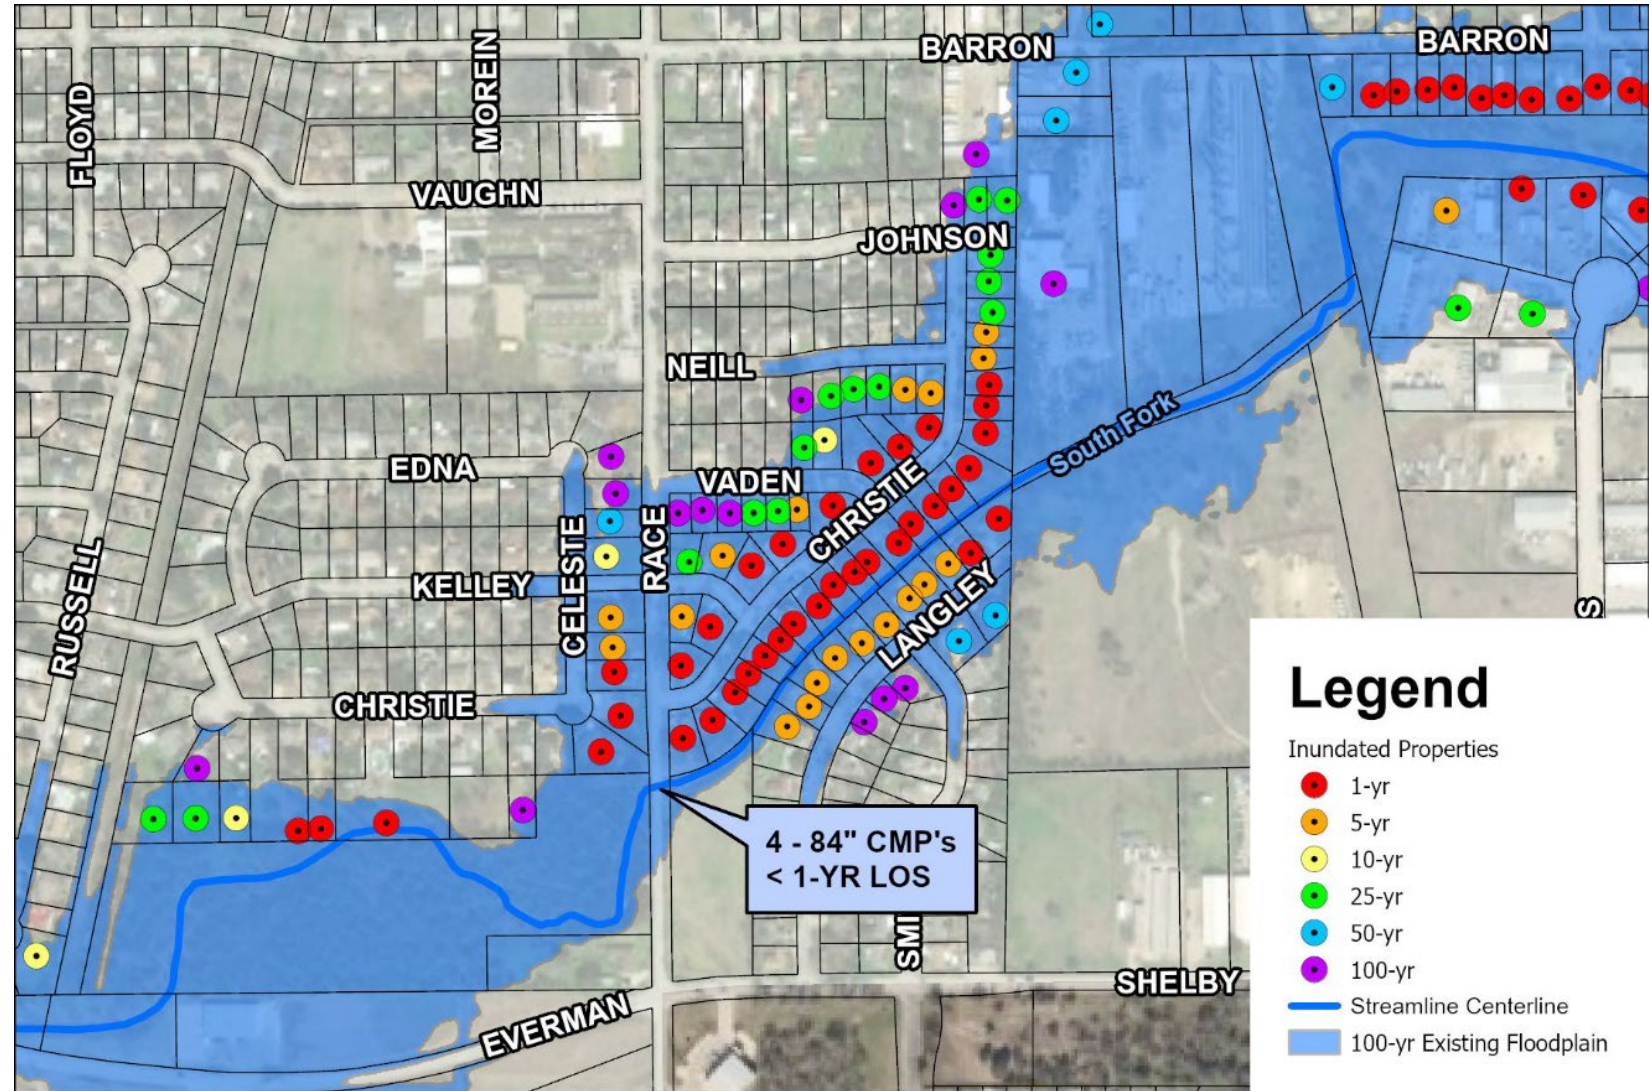 BARRON
BARRON
MOREIN
FLOYD
VAUGHN
JOHNSON
NEILL
South Fork
EDNA
VADEN
CHRISTIE
RACE
CELESTE
KELLEY
RUSSELL
LANGLEY
S
CHRISTIE
4 - 84" CMP's
< 1-YR LOS
SMI
SHELBY
EVERMAN
Legend
Inundated Properties
1-yr
5-yr
10-yr
25-yr
50-yr
100-yr
Streamline Centerline
100-yr Existing Floodplain